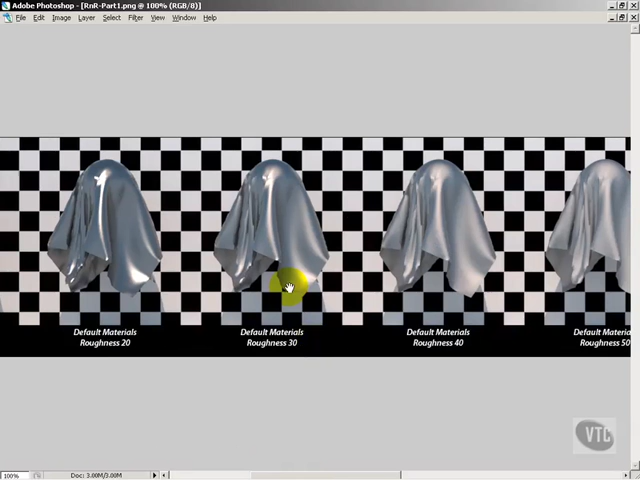 Adobe Photoshop - [RnR-Part1.png @ 100% (RGB/8)]
File Edit Image Layer Select Filter View Window Help
Default Materials
Roughness 20
Default Materials
Roughness 30
Default Materials
Roughness 40
Default Materials
Roughness 50
VTC
100%
Doc: 3.00M/3.00M